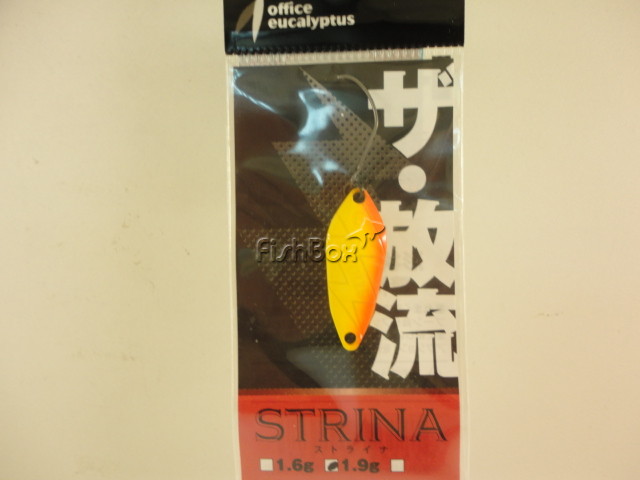 office
eucalyptus
ザ・放流
FishBox
STRINA
ストライナ
1.6g 1.9g